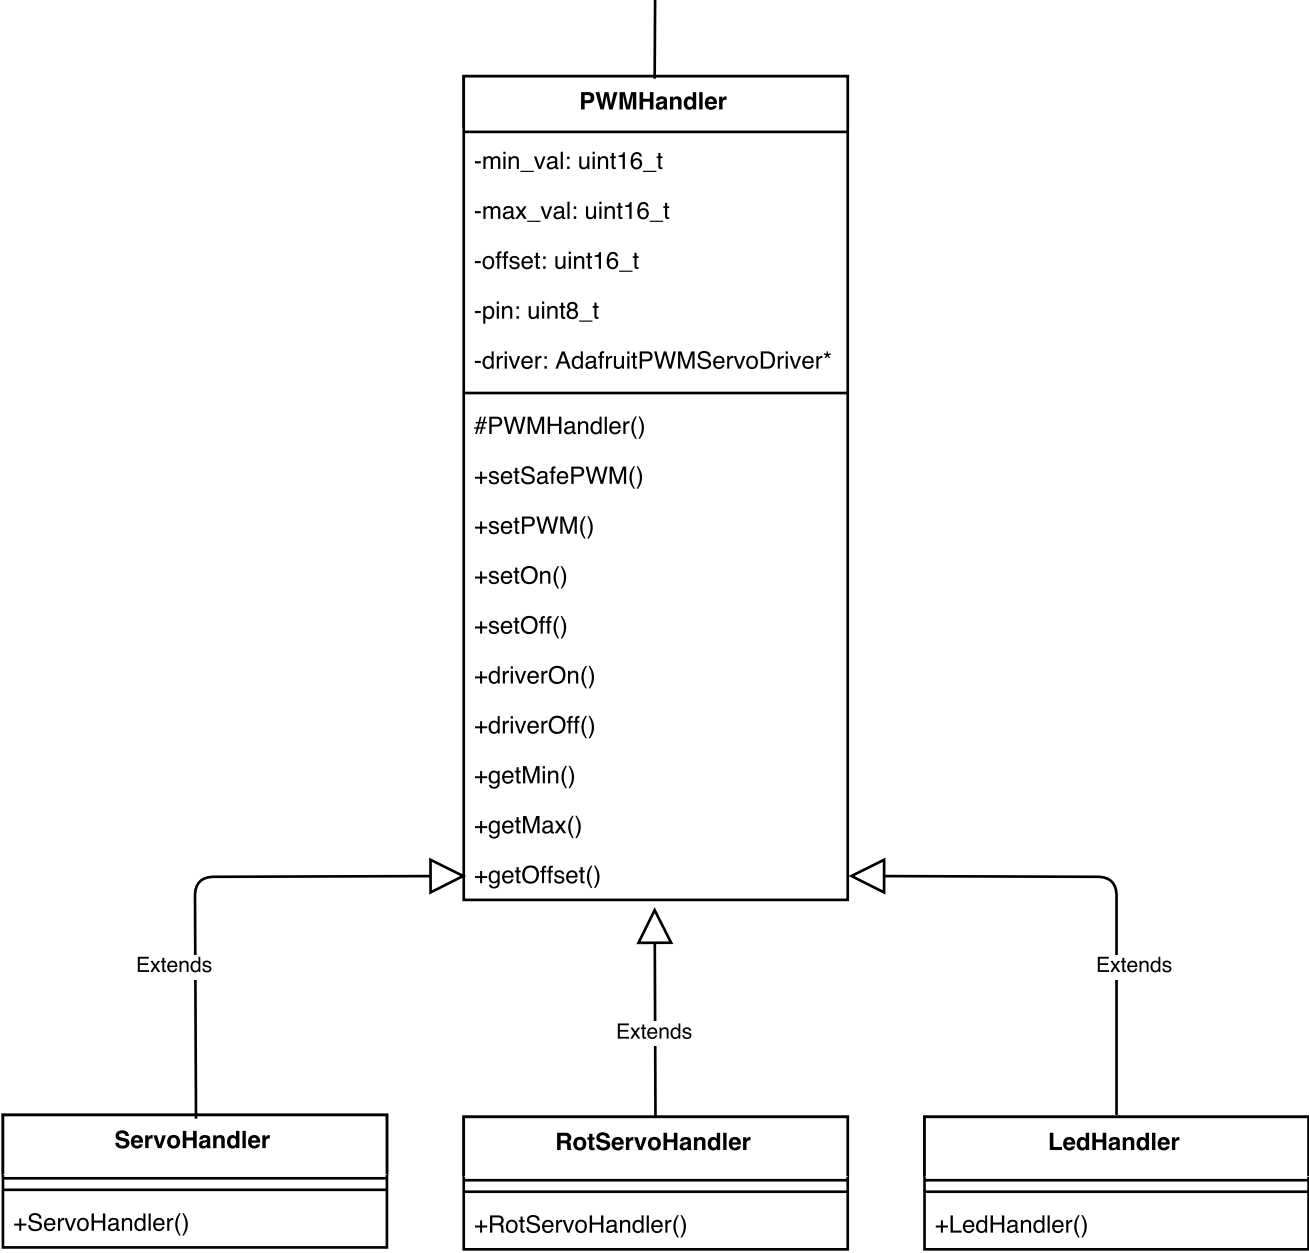 PWMHandler
-min_val: uint16_t
-max_val: uint16_t
-offset: uint16_t
-pin: uint8_t
-driver: AdafruitPWMServoDriver*
#PWMHandler()
+setSafePWM()
+setPWM()
+setOn()
+setOff()
+driverOn()
+driverOff()
+getMin()
+getMax()
+getOffset()
Extends
Extends
Extends
ServoHandler
+ServoHandler()
RotServoHandler
+RotServoHandler()
LedHandler
+LedHandler()